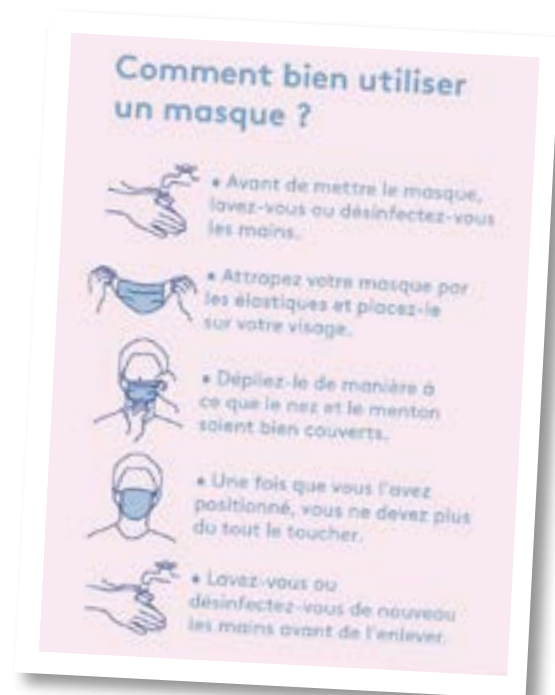 Comment bien utiliser
un masque ?
• Avant de mettre le masque,
lavez-vous ou désinfectez-vous
les mains.
• Attrapez votre masque par
les élastiques et placez-le
sur votre visage.
• Dépliez-le de manière à
ce que le nez et le menton
soient bien couverts.
• Une fois que vous l'avez
positionné, vous ne devez plus
du tout le toucher.
• Lavez-vous ou
désinfectez-vous de nouveau
les mains avant de l'enlever.